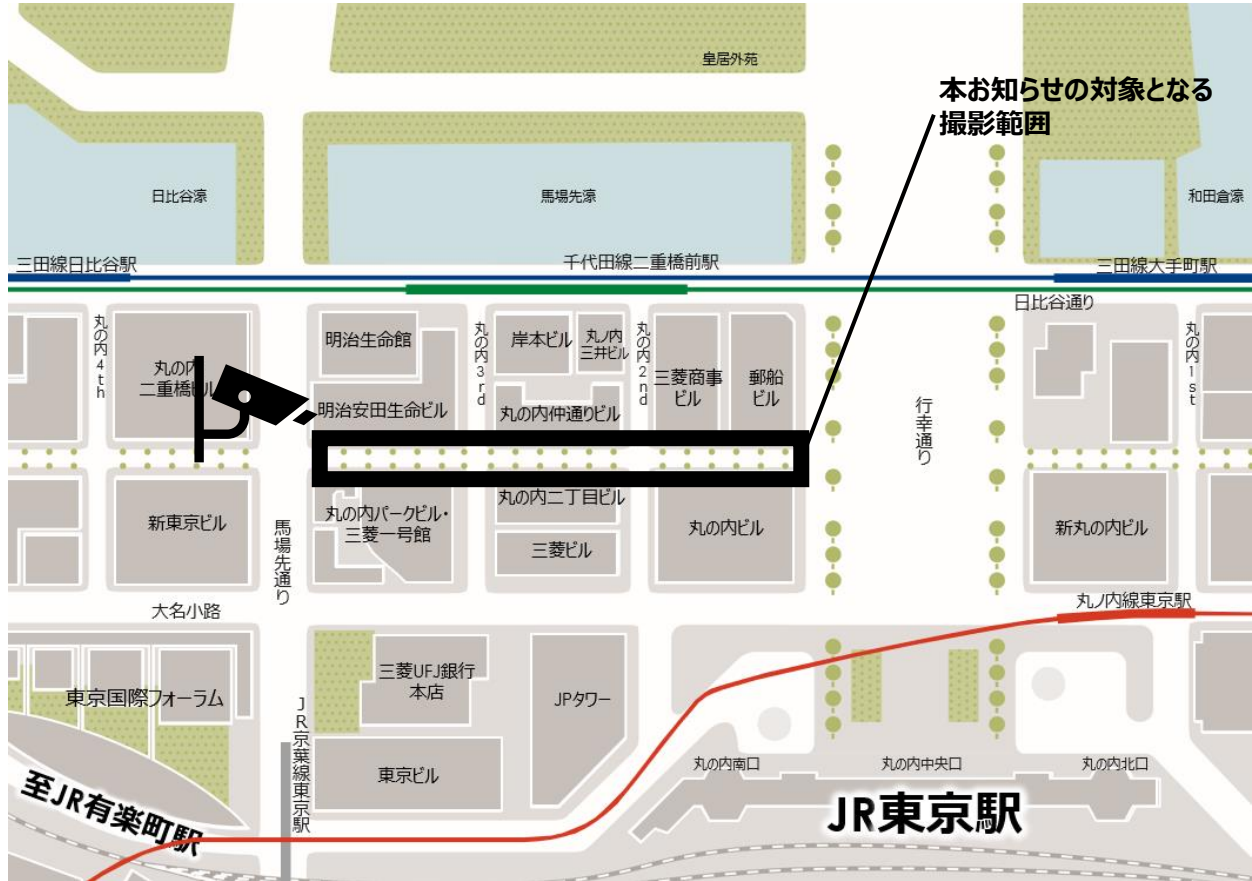 皇居外苑
本お知らせの対象となる
撮影範囲
日比谷濠
馬場先濠
和田倉濠
三田線日比谷駅
千代田線二重橋前駅
三田線大手町駅
日比谷通り
丸の内4th
丸の内
二重橋ビル
明治生命館
明治安田生命ビル
丸の内3rd
岸本ビル
丸ノ内
三井ビル
丸の内仲通りビル
丸の内2nd
三菱商事
ビル
郵船
ビル
行幸通り
丸の内1st
新東京ビル
馬場先通り
丸の内パークビル・
三菱一号館
丸の内二丁目ビル
三菱ビル
丸の内ビル
新丸の内ビル
大名小路
丸ノ内線東京駅
東京国際フォーラム
三菱UFJ銀行
本店
JPタワー
JR京葉線東京駅
東京ビル
丸の内南口
丸の内中央口
丸の内北口
至JR有楽町駅
JR東京駅